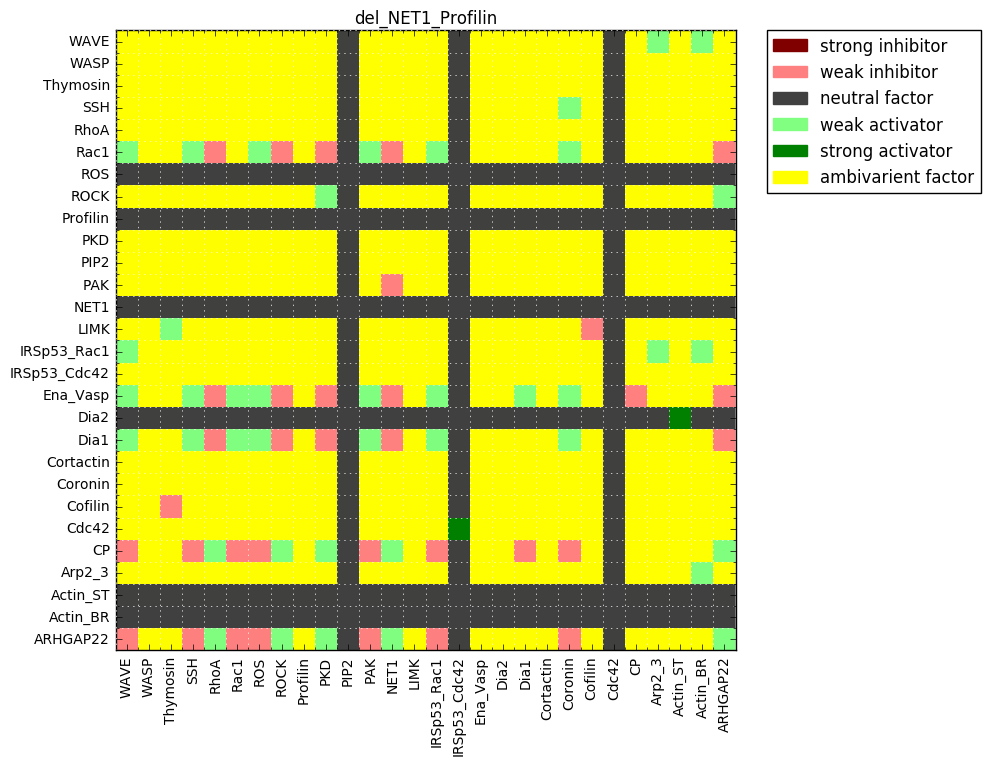 del_NET1_Profilin
WAVE
WASP
Thymosin
SSH
RhoA
Rac1
ROS
ROCK
Profilin
PKD
PIP2
PAK
NET1
LIMK
IRSp53_Rac1
IRSp53_Cdc42
Ena_Vasp
Dia2
Dia1
Cortactin
Coronin
Cofilin
Cdc42
CP
Arp2_3
Actin_ST
Actin_BR
ARHGAP22
WAVE
WASP
Thymosin
SSH
RhoA
Rac1
ROS
ROCK
Profilin
PKD
PIP2
PAK
NET1
LIMK
IRSp53_Rac1
IRSp53_Cdc42
Ena_Vasp
Dia2
Dia1
Cortactin
Coronin
Cofilin
Cdc42
CP
Arp2_3
Actin_ST
Actin_BR
ARHGAP22
strong inhibitor
weak inhibitor
neutral factor
weak activator
strong activator
ambivarient factor